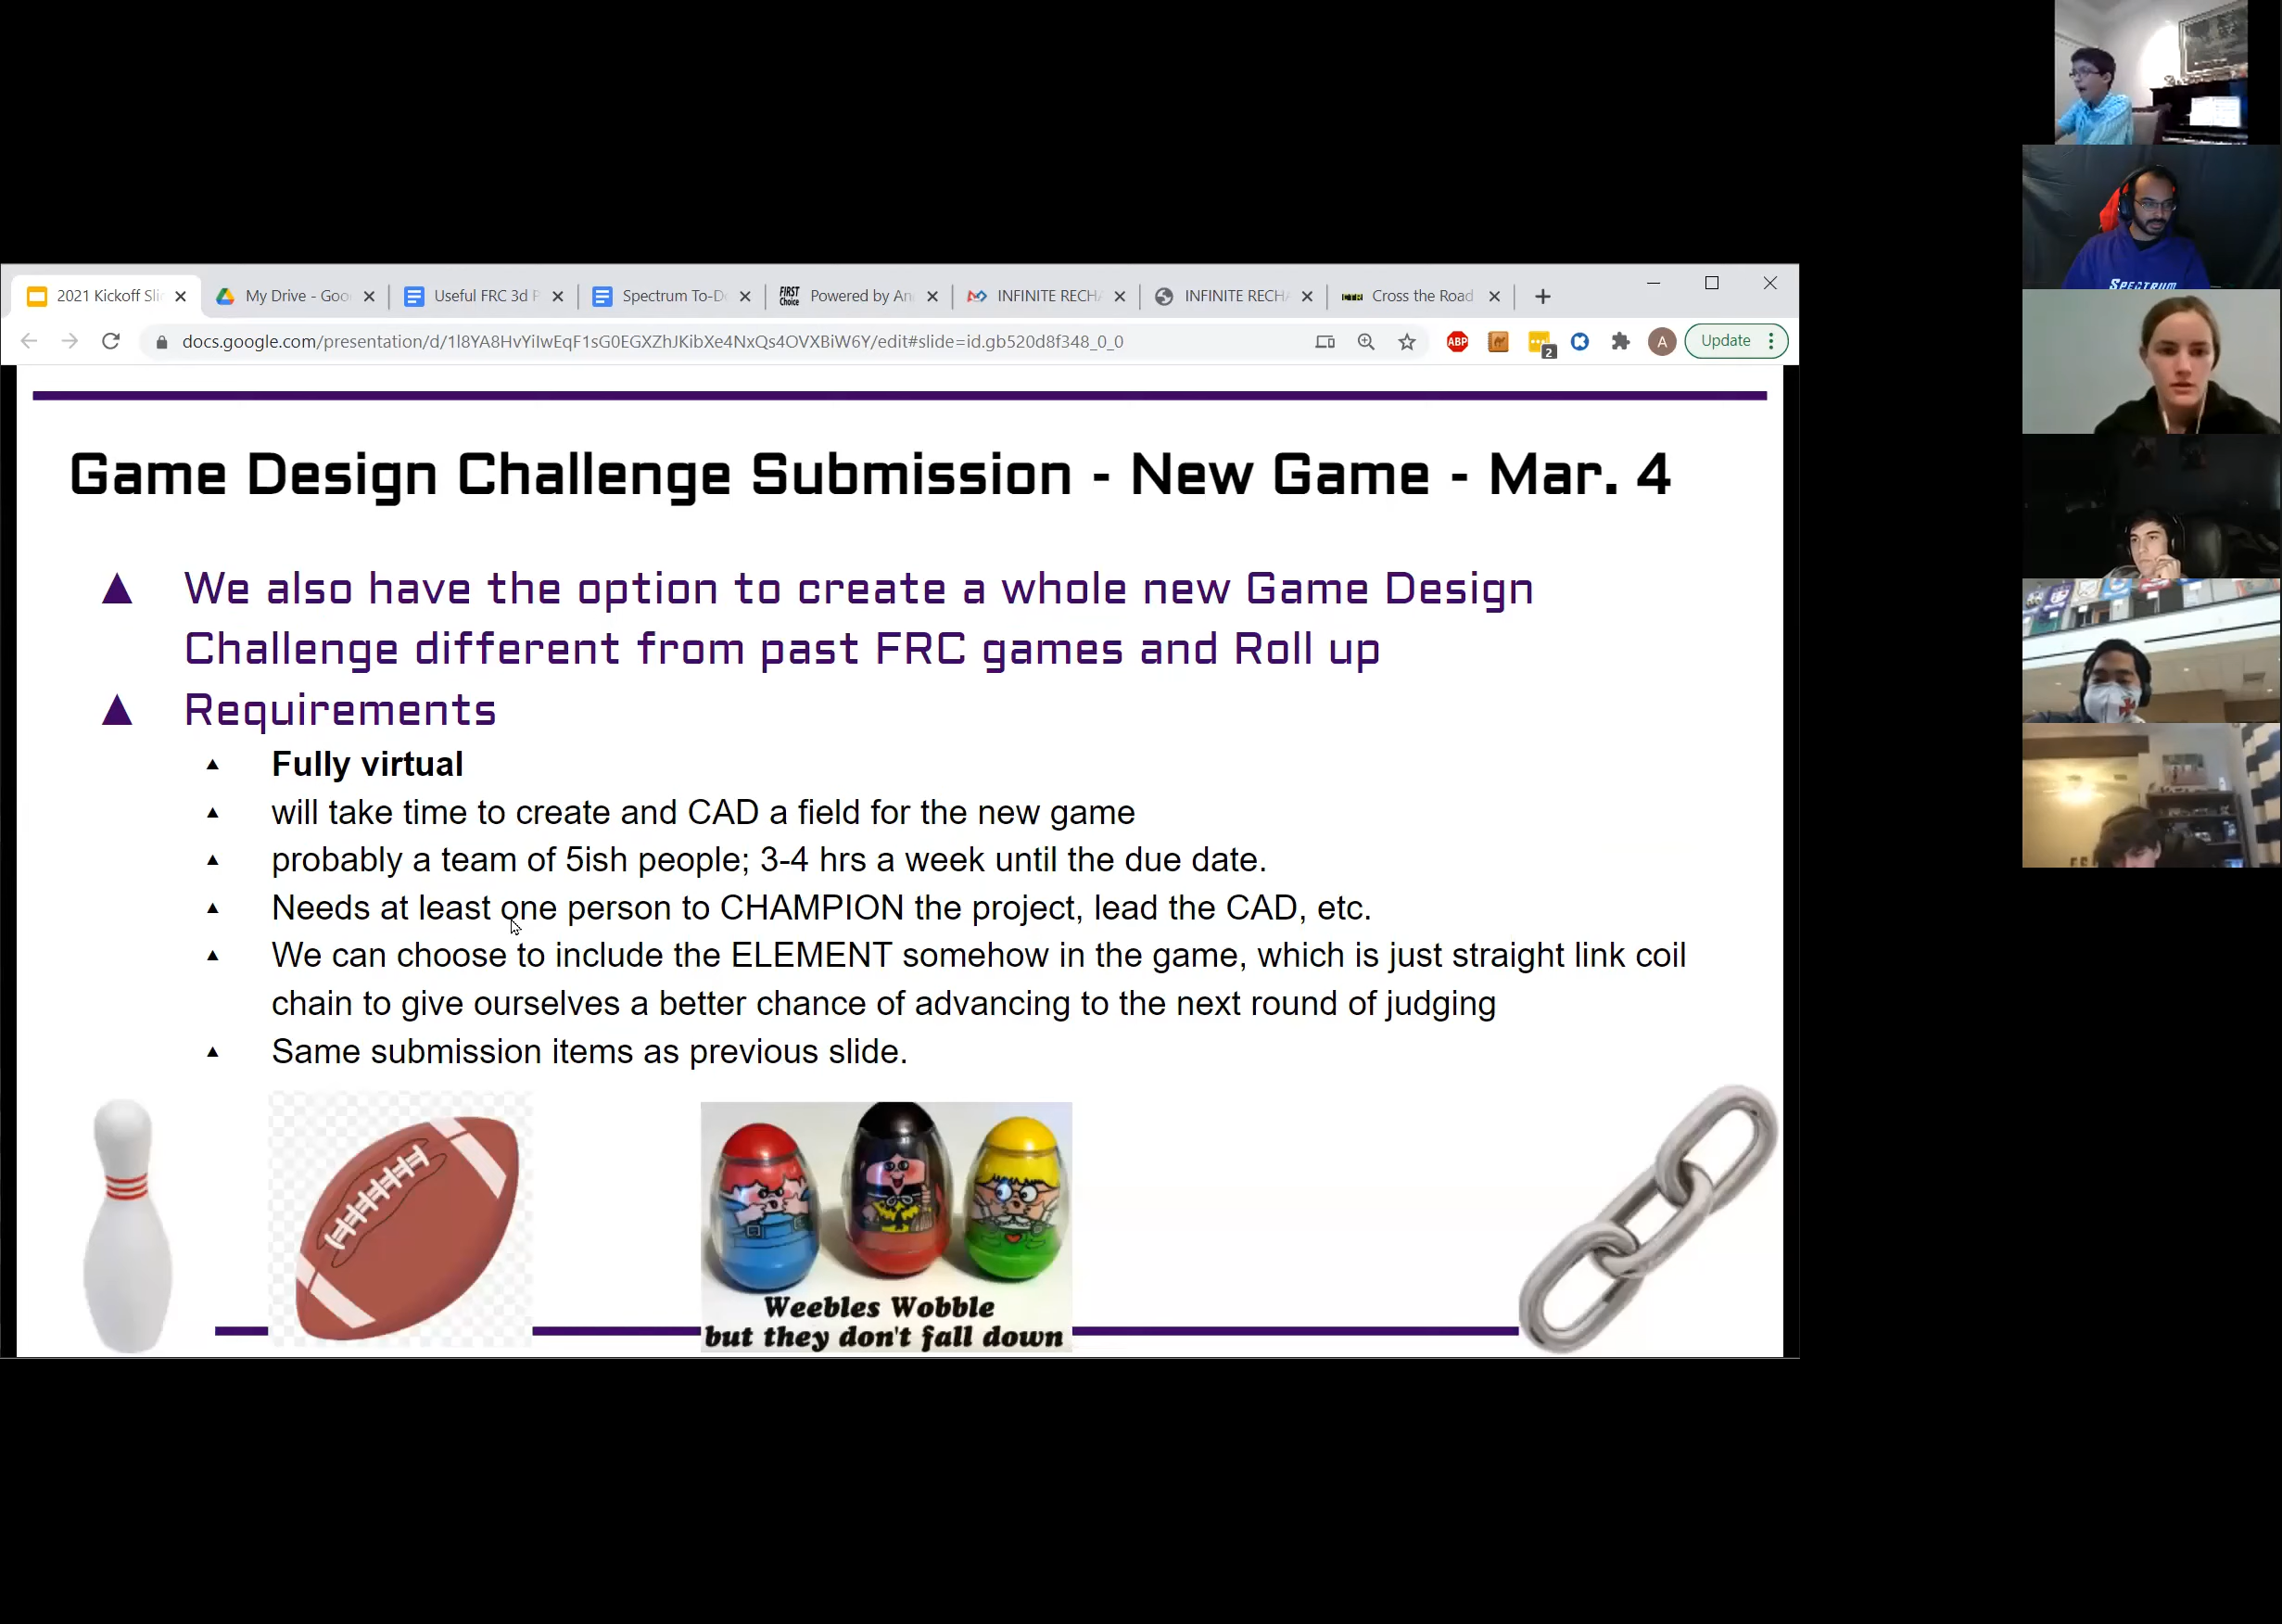 2021 Kickoff Sli
My Drive - Goo
Useful FRC 3d P
Spectrum To-D
FIRST Choice
Powered by An
INFINITE RECH
INFINITE RECH
CTR
Cross the Road
docs.google.com/presentation/d/1l8YA8HvYiIwEqF1sG0EGXZhJKibXe4NxQs4OVXBiW6Y/edit#slide=id.gb520d8f348_0_0
ABP
2
A
Update
SPECTRUM
Game Design Challenge Submission - New Game - Mar. 4
▲ We also have the option to create a whole new Game Design
Challenge different from past FRC games and Roll up
▲ Requirements
▲ Fully virtual
▲ will take time to create and CAD a field for the new game
▲ probably a team of 5ish people; 3-4 hrs a week until the due date.
▲ Needs at least one person to CHAMPION the project, lead the CAD, etc.
▲ We can choose to include the ELEMENT somehow in the game, which is just straight link coil
chain to give ourselves a better chance of advancing to the next round of judging
▲ Same submission items as previous slide.
Weebles Wobble
but they don't fall down